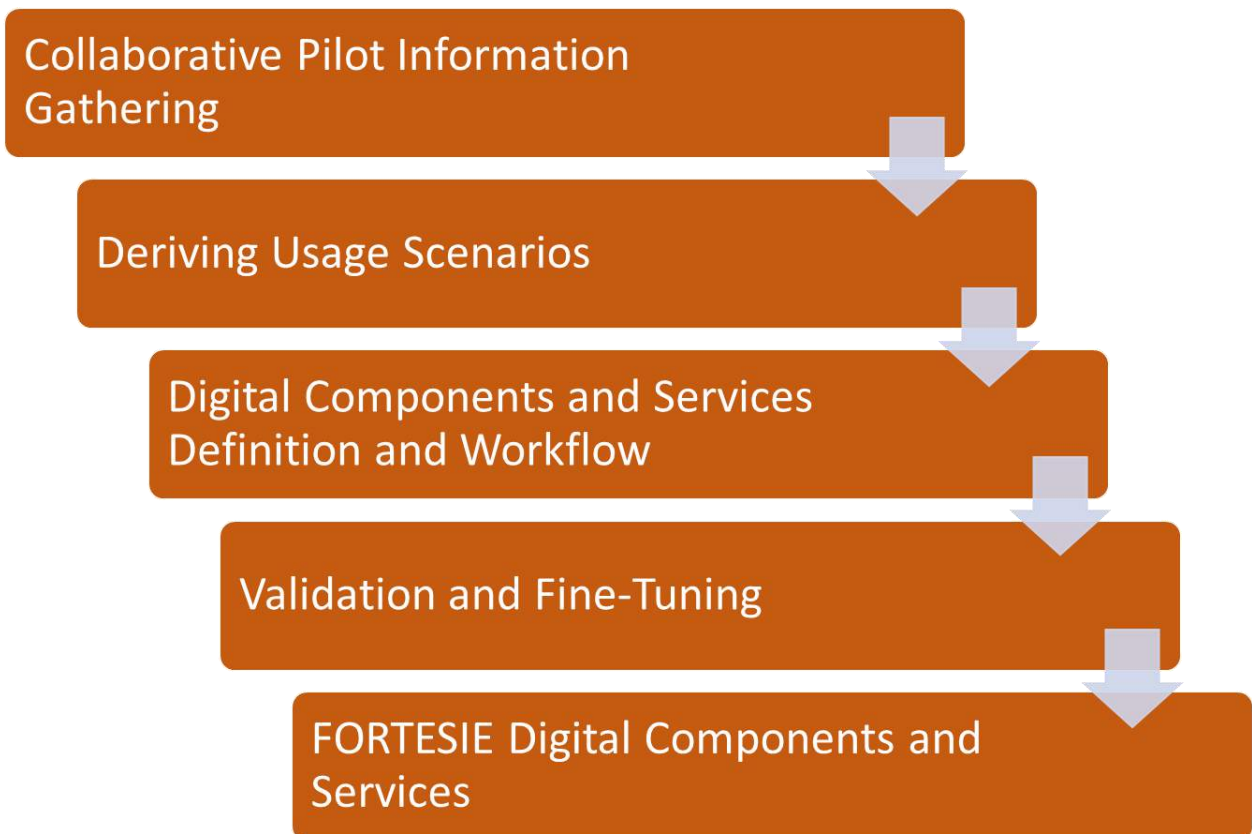 Collaborative Pilot Information
Gathering
Deriving Usage Scenarios
Digital Components and Services
Definition and Workflow
Validation and Fine-Tuning
FORTESIE Digital Components and
Services